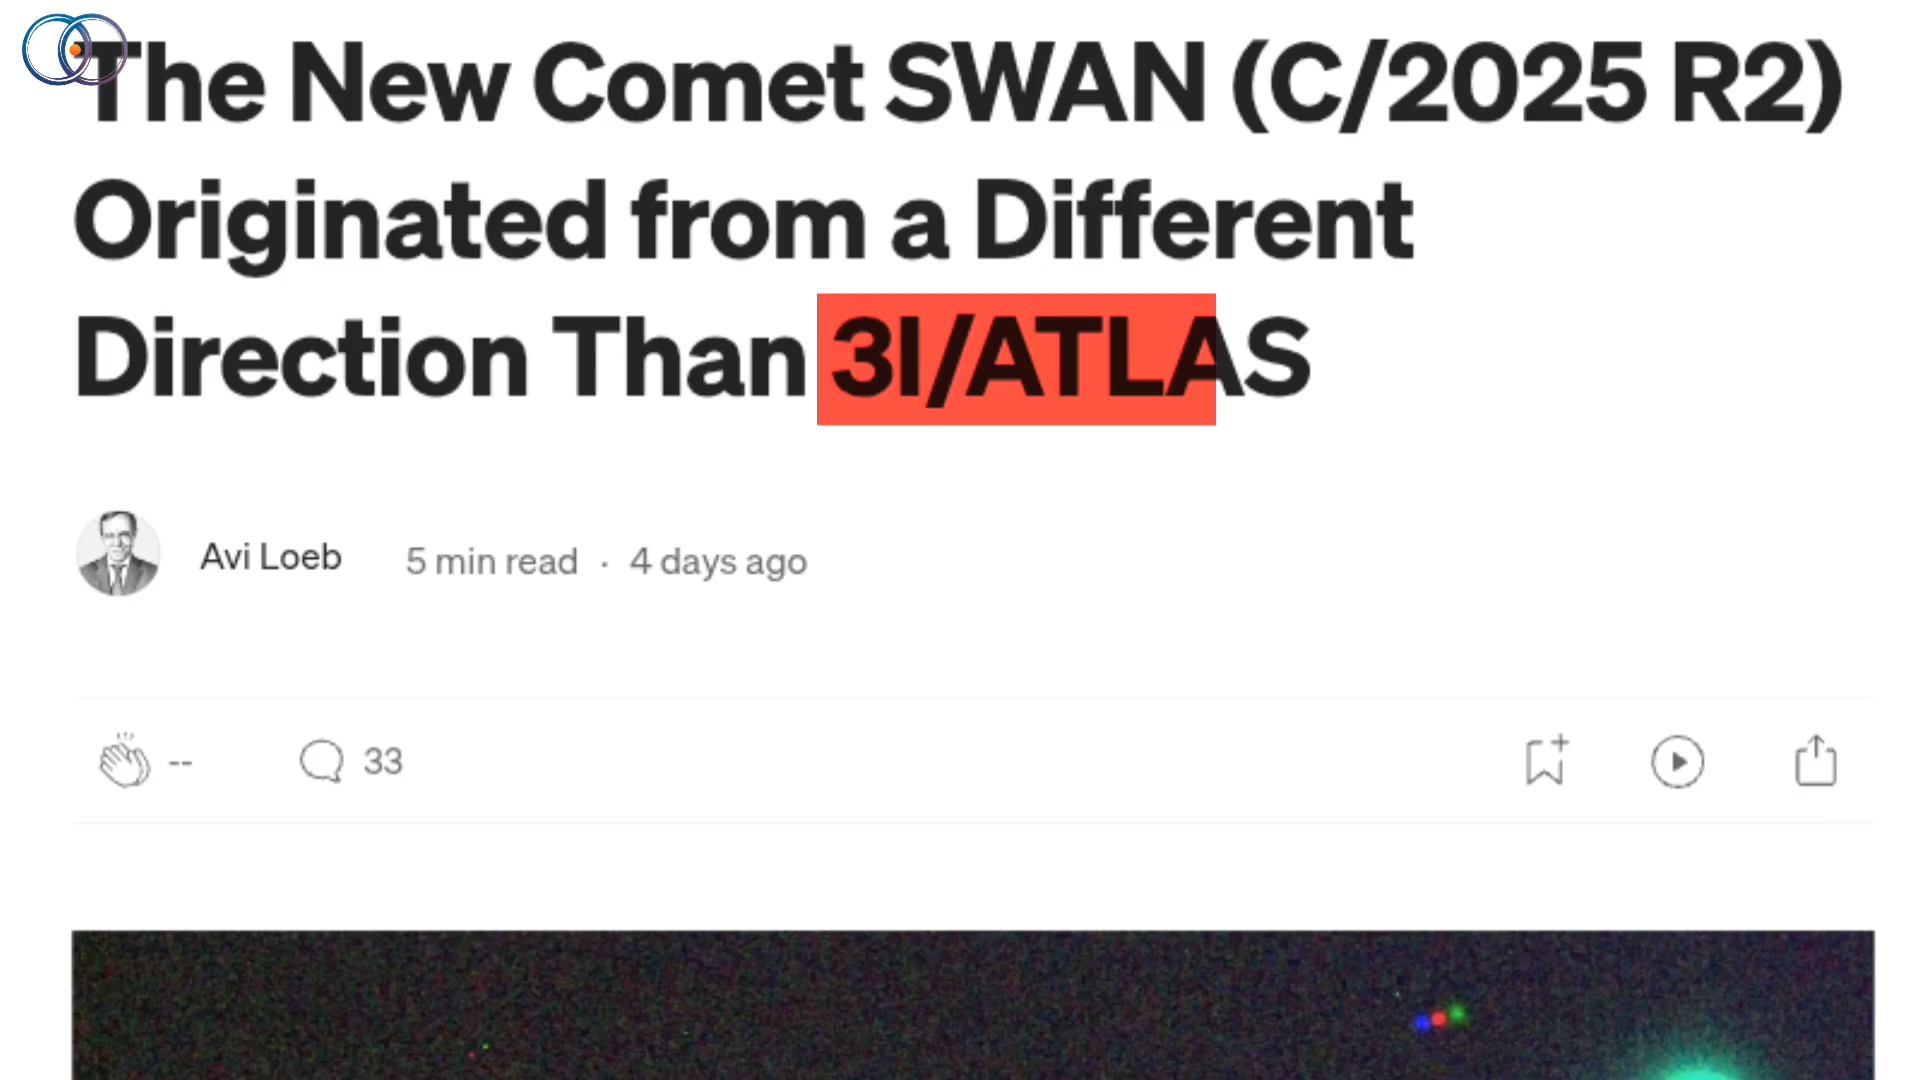 The New Comet SWAN (C/2025 R2)
Originated from a Different
Direction Than 3I/ATLAS
Avi Loeb 5 min read · 4 days ago
-- 33